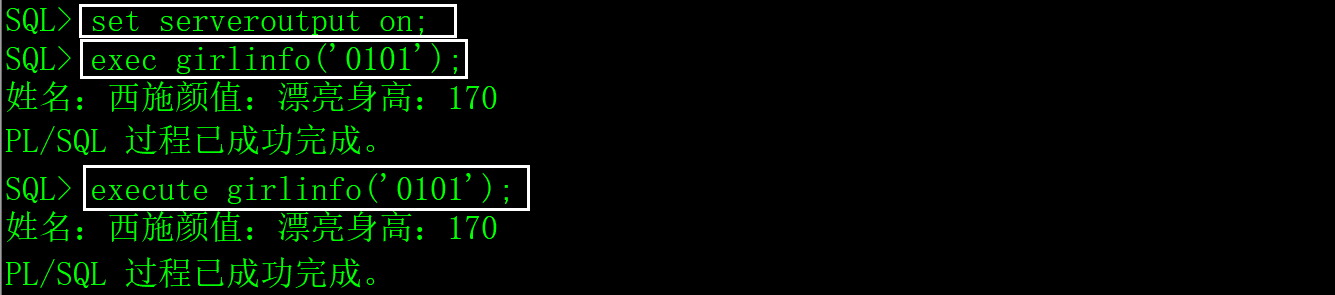 SQL> set serveroutput on;
SQL> exec girlinfo('0101');
姓名：西施颜值：漂亮身高：170
PL/SQL 过程已成功完成。
SQL> execute girlinfo('0101');
姓名：西施颜值：漂亮身高：170
PL/SQL 过程已成功完成。